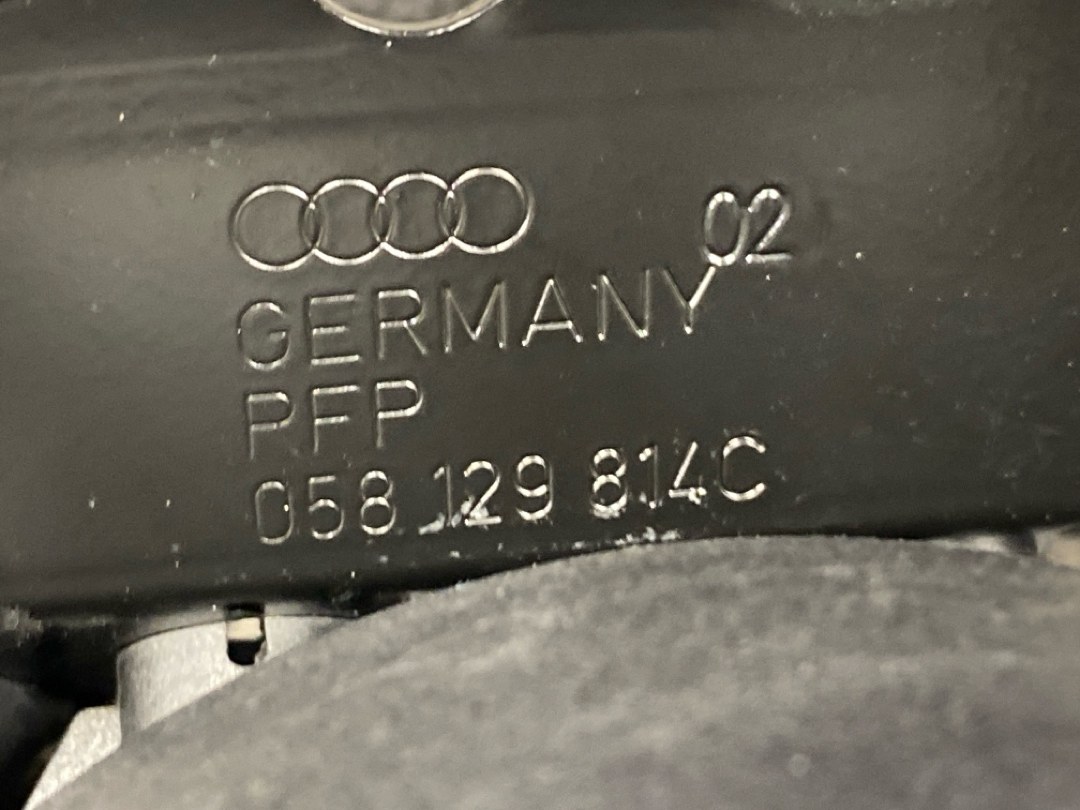 02
GERMANY
PFP
058 129 814C